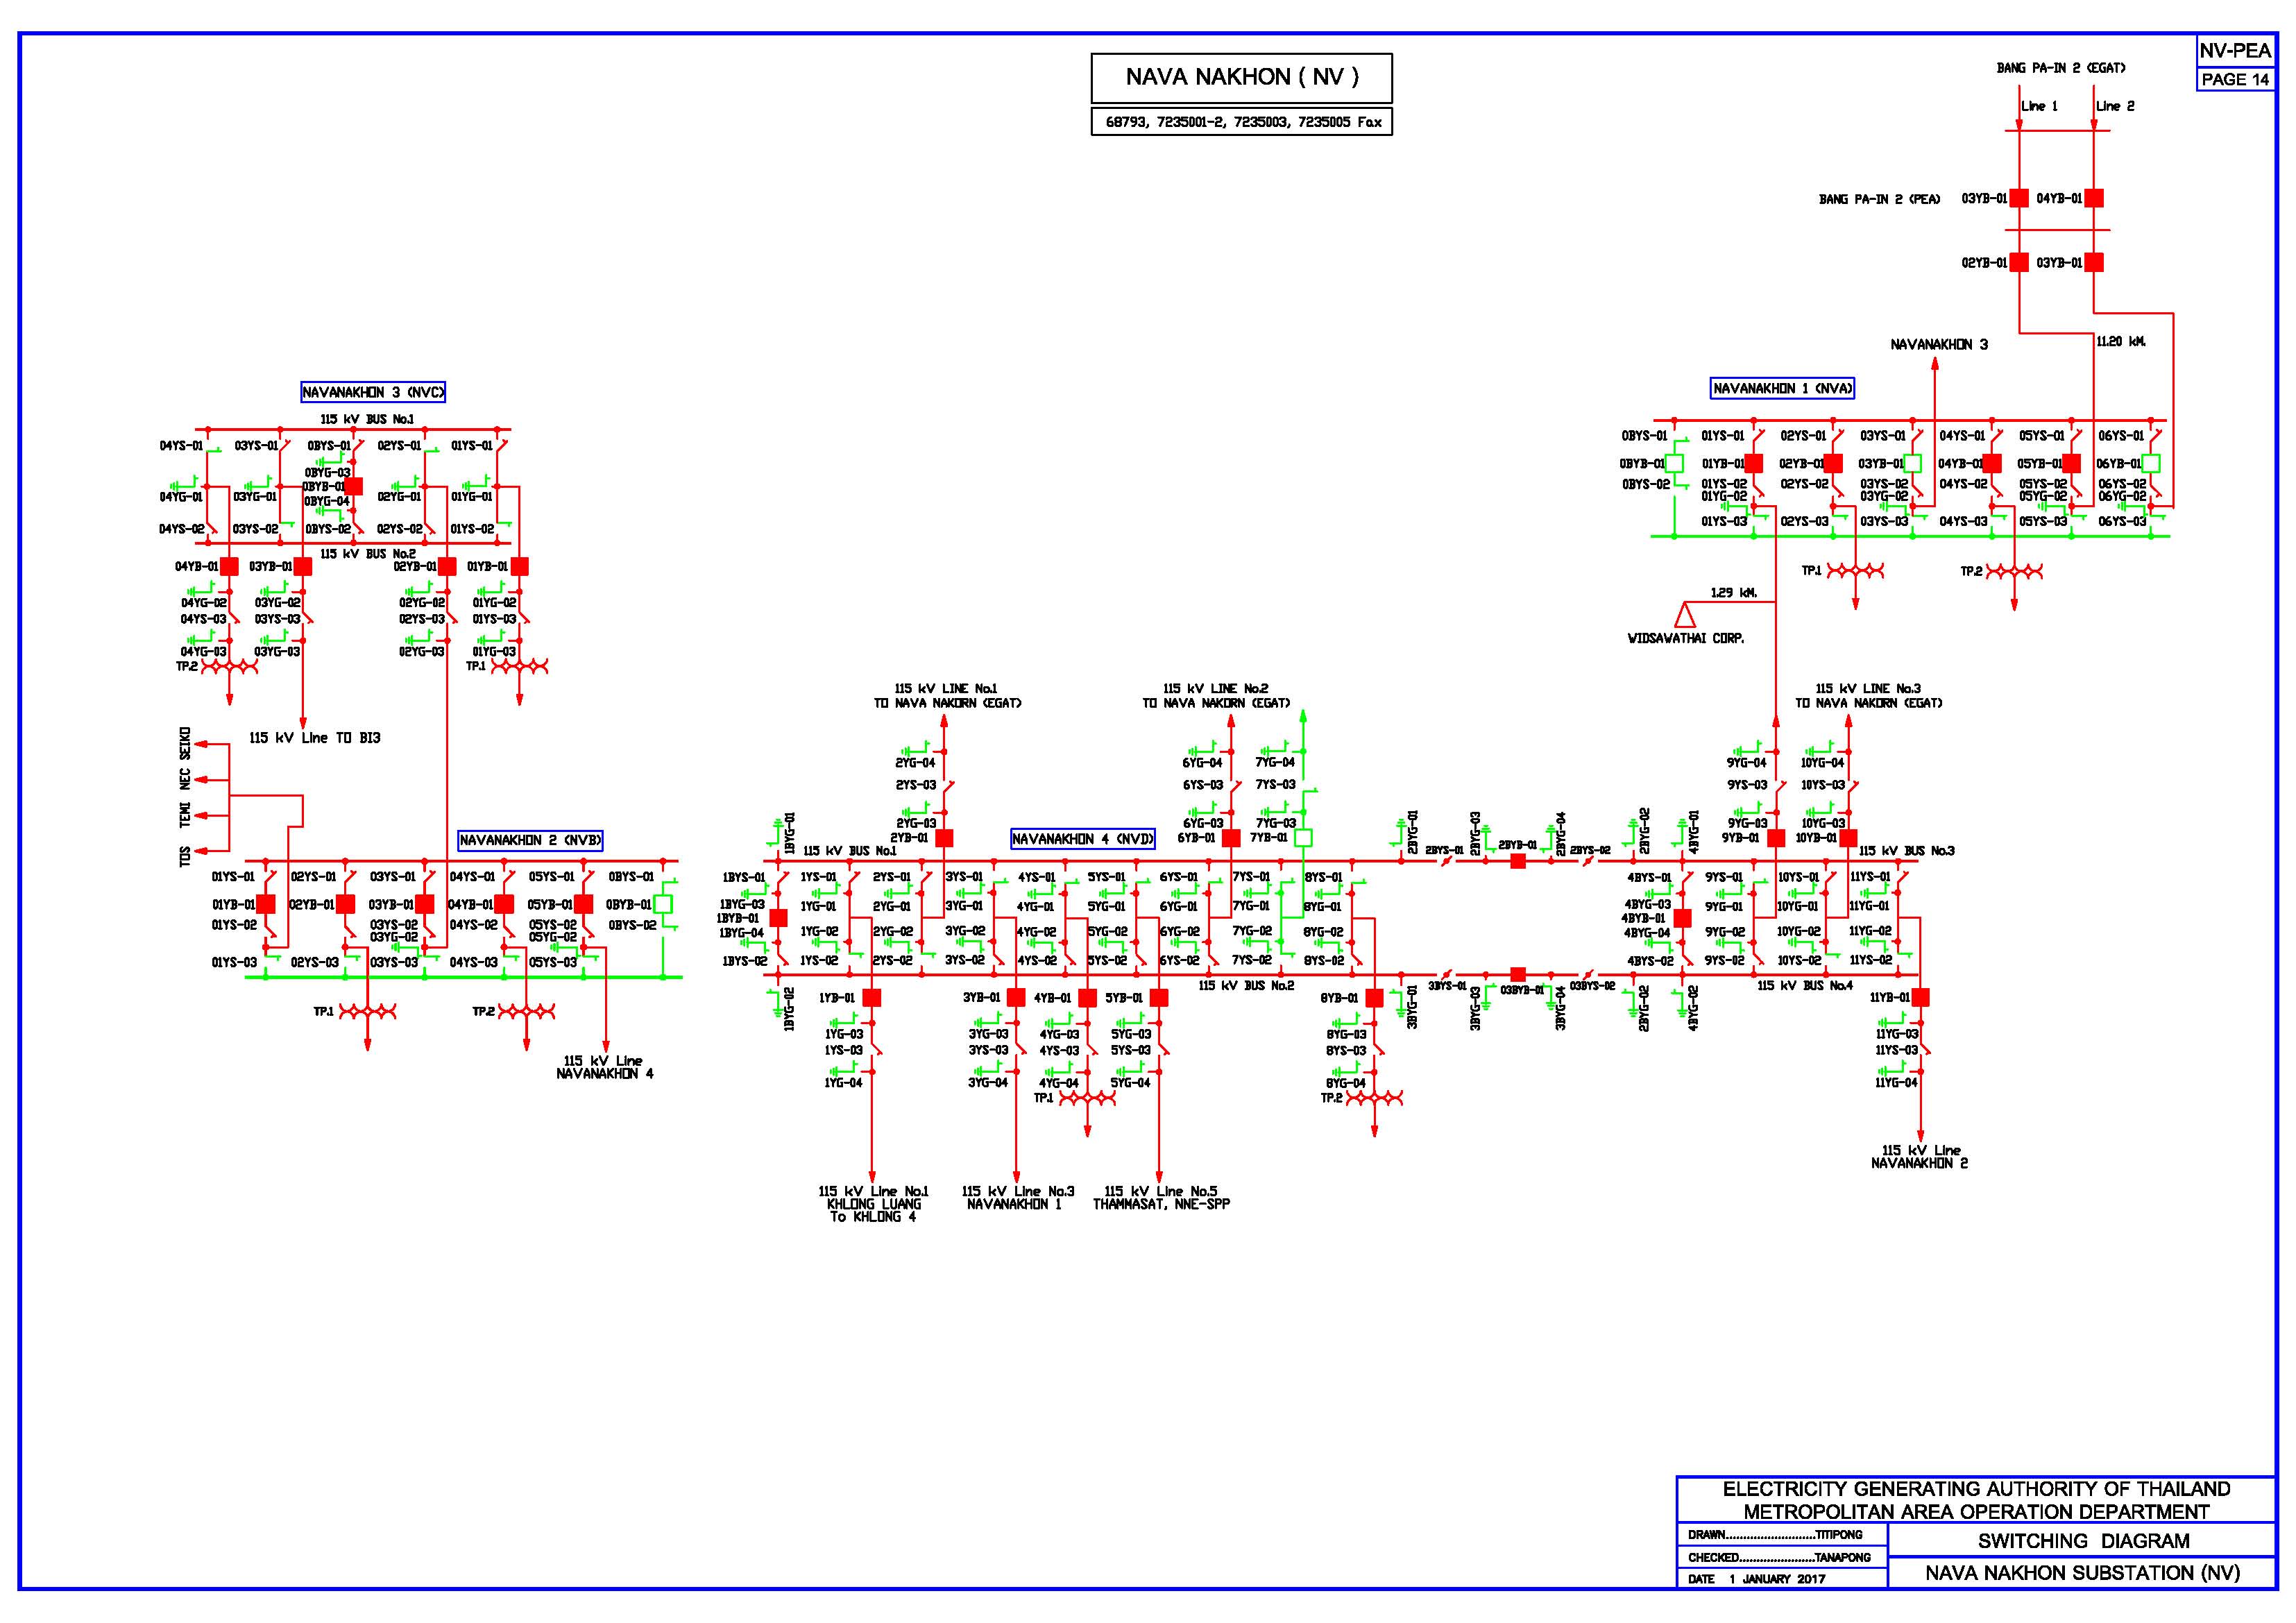 NV-PEA
PAGE 14
NAVA NAKHON ( NV )
68793, 7235001-2, 7235003, 7235005 Fax
BANG PA-IN 2 (EGAT)
Line 1
Line 2
BANG PA-IN 2 (PEA)
03YB-01
04YB-01
02YB-01
03YB-01
11.20 kM.
NAVANAKHON 3
NAVANAKHON 3 (NVC)
115 kV BUS No.1
04YS-01
03YS-01
0BYS-01
02YS-01
01YS-01
0BYG-03
0BYB-01
0BYG-04
04YG-01
03YG-01
02YG-01
01YG-01
04YS-02
03YS-02
0BYS-02
02YS-02
01YS-02
115 kV BUS No.2
04YB-01
03YB-01
02YB-01
01YB-01
04YG-02
03YG-02
02YG-02
01YG-02
04YS-03
03YS-03
02YS-03
01YS-03
04YG-03
03YG-03
02YG-03
01YG-03
TP.2
TP.1
115 kV Line TO BI3
NAVANAKHON 1 (NVA)
0BYS-01
01YS-01
02YS-01
03YS-01
04YS-01
05YS-01
06YS-01
0BYB-01
01YB-01
02YB-01
03YB-01
04YB-01
05YB-01
06YB-01
0BYS-02
01YS-02
02YS-02
03YS-02
04YS-02
05YS-02
06YS-02
01YG-02
03YG-02
05YG-02
06YG-02
01YS-03
02YS-03
03YS-03
04YS-03
05YS-03
06YS-03
TP.1
TP.2
1.29 kM.
WIDSAWATHAI CORP.
SEIKO
NEC
TEMI
TDS
NAVANAKHON 2 (NVB)
01YS-01
02YS-01
03YS-01
04YS-01
05YS-01
0BYS-01
01YB-01
02YB-01
03YB-01
04YB-01
05YB-01
0BYB-01
01YS-02
02YS-02
03YS-02
04YS-02
05YS-02
0BYS-02
03YG-02
05YG-02
01YS-03
02YS-03
03YS-03
04YS-03
05YS-03
TP.1
TP.2
115 kV Line
NAVANAKHON 4
115 kV LINE No.1
TO NAVA NAKORN (EGAT)
115 kV LINE No.2
TO NAVA NAKORN (EGAT)
115 kV LINE No.3
TO NAVA NAKORN (EGAT)
2YG-04
6YG-04
7YG-04
9YG-04
10YG-04
2YS-03
6YS-03
7YS-03
9YS-03
10YS-03
2YG-03
6YG-03
7YG-03
9YG-03
10YG-03
2YB-01
6YB-01
7YB-01
9YB-01
10YB-01
NAVANAKHON 4 (NVD)
115 kV BUS No.1
115 kV BUS No.3
1BYG-01
2BYG-01
2BYS-01
2BYG-03
2BYB-01
2BYG-04
2BYS-02
2BYG-02
4BYG-01
1BYS-01
1YS-01
2YS-01
3YS-01
4YS-01
5YS-01
6YS-01
7YS-01
8YS-01
4BYS-01
9YS-01
10YS-01
11YS-01
1BYG-03
1YG-01
2YG-01
3YG-01
4YG-01
5YG-01
6YG-01
7YG-01
8YG-01
4BYG-03
9YG-01
10YG-01
11YG-01
1BYB-01
4BYB-01
1BYG-04
1YG-02
2YG-02
3YG-02
4YG-02
5YG-02
6YG-02
7YG-02
8YG-02
4BYG-04
9YG-02
10YG-02
11YG-02
1BYS-02
1YS-02
2YS-02
3YS-02
4YS-02
5YS-02
6YS-02
7YS-02
8YS-02
4BYS-02
9YS-02
10YS-02
11YS-02
115 kV BUS No.2
115 kV BUS No.4
1BYG-02
3BYG-01
3BYS-01
3BYG-03
03BYB-01
3BYG-04
03BYS-02
2BYG-02
4BYG-02
1YB-01
3YB-01
4YB-01
5YB-01
8YB-01
11YB-01
1YG-03
3YG-03
4YG-03
5YG-03
8YG-03
11YG-03
1YS-03
3YS-03
4YS-03
5YS-03
8YS-03
11YS-03
1YG-04
3YG-04
4YG-04
5YG-04
8YG-04
11YG-04
TP.1
TP.2
115 kV Line No.1
KHLONG LUANG
To KHLONG 4
115 kV Line No.3
NAVANAKHON 1
115 kV Line No.5
THAMMASAT, NNE-SPP
115 kV Line
NAVANAKHON 2
ELECTRICITY GENERATING AUTHORITY OF THAILAND
METROPOLITAN AREA OPERATION DEPARTMENT
DRAWN..........................TITIPONG
CHECKED......................TANAPONG
DATE 1 JANUARY 2017
SWITCHING DIAGRAM
NAVA NAKHON SUBSTATION (NV)